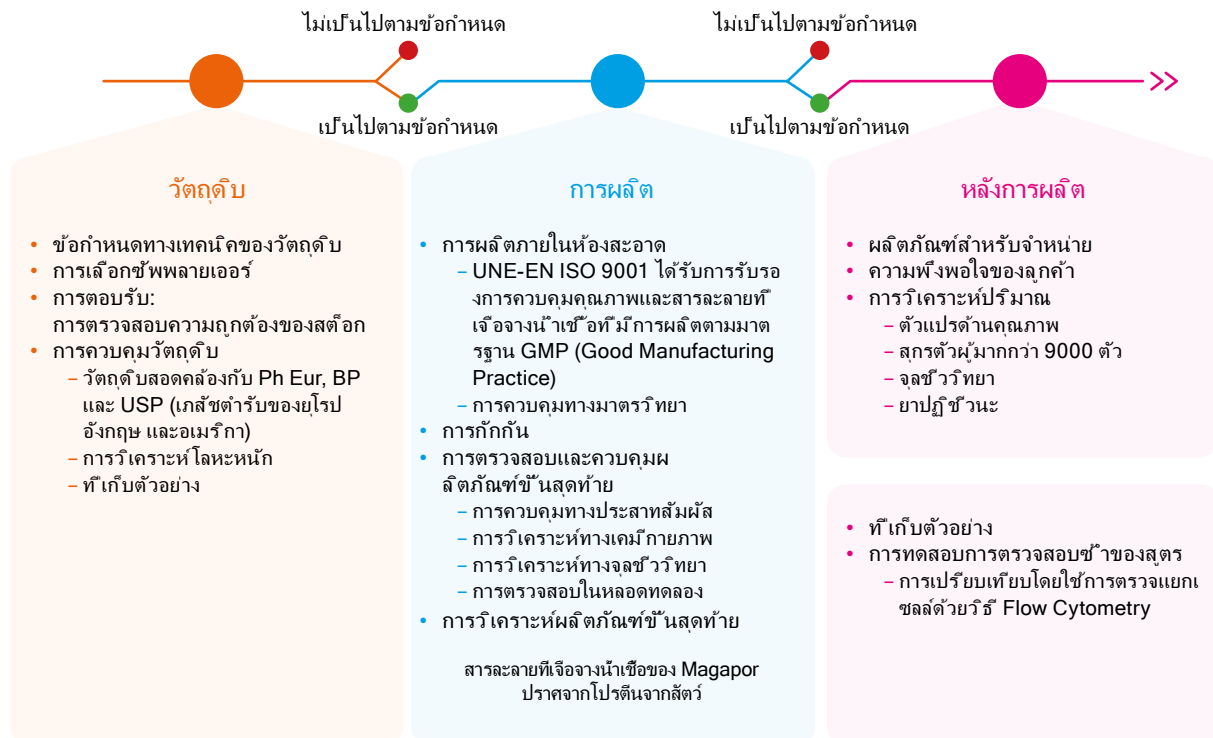 ไม่เป็นไปตามข้อกำหนด
ไม่เป็นไปตามข้อกำหนด
เป็นไปตามข้อกำหนด
เป็นไปตามข้อกำหนด
วัตถุดิบ
• ข้อกำหนดทางเทคนิคของวัตถุดิบ
• การเลือกซัพพลายเออร์
• การตอบรับ:
การตรวจสอบความถูกต้องของสต็อก
• การควบคุมวัตถุดิบ
– วัตถุดิบสอดคล้องกับ Ph Eur, BP
และ USP (เภสัชตำรับของยุโรป
อังกฤษ และอเมริกา)
– การวิเคราะห์โลหะหนัก
– ที่เก็บตัวอย่าง
การผลิต
• การผลิตภายในห้องสะอาด
– UNE-EN ISO 9001 ได้รับการรับรอ
งการควบคุมคุณภาพและสารละลายที่
เจือจางน้ำเชื้อที่มีการผลิตตามมาต
รฐาน GMP (Good Manufacturing
Practice)
– การควบคุมทางมาตรวิทยา
• การกักกัน
• การตรวจสอบและควบคุมผ
ลิตภัณฑ์ขั้นสุดท้าย
– การควบคุมทางประสาทสัมผัส
– การวิเคราะห์ทางเคมีกายภาพ
– การวิเคราะห์ทางจุลชีววิทยา
– การตรวจสอบในหลอดทดลอง
• การวิเคราะห์ผลิตภัณฑ์ขั้นสุดท้าย
สารละลายที่เจือจางน้ำเชื้อของ Magapor
ปราศจากโปรตีนจากสัตว์
หลังการผลิต
• ผลิตภัณฑ์สำหรับจำหน่าย
• ความพึงพอใจของลูกค้า
• การวิเคราะห์ปริมาณ
– ตัวแปรด้านคุณภาพ
– สุกรตัวผู้มากกว่า 9000 ตัว
– จุลชีววิทยา
– ยาปฏิชีวนะ
• ที่เก็บตัวอย่าง
• การทดสอบการตรวจสอบซ้ำของสูตร
– การเปรียบเทียบโดยใช้การตรวจแยกเ
ซลล์ด้วยวิธี Flow Cytometry